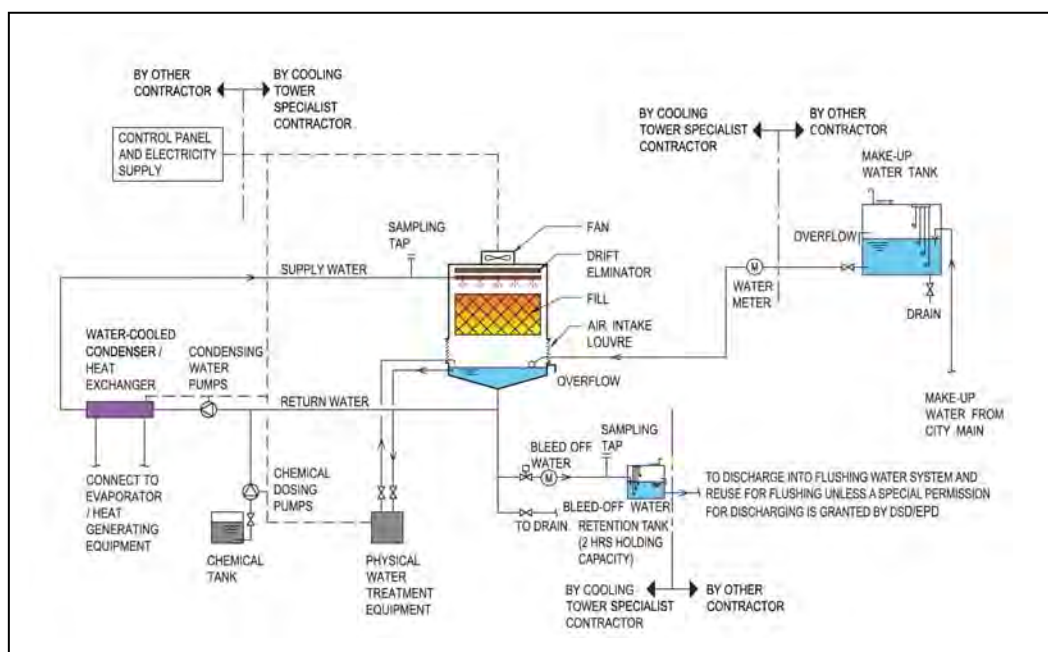 BY OTHER
CONTRACTOR
BY COOLING
TOWER
SPECIALIST
CONTRACTOR
CONTROL PANEL
AND ELECTRICITY
SUPPLY
BY COOLING
TOWER SPECIALIST
CONTRACTOR
BY OTHER
CONTRACTOR
MAKE-UP
WATER TANK
OVERFLOW
DRAIN
M
WATER
METER
MAKE-UP
WATER FROM
CITY MAIN
SAMPLING
TAP
SUPPLY WATER
FAN
DRIFT
ELMINATOR
FILL
AIR INTAKE
LOUVRE
OVERFLOW
WATER-COOLED
CONDENSER /
HEAT
EXCHANGER
CONDENSING
WATER
PUMPS
RETURN WATER
CONNECT TO
EVAPORATOR
/ HEAT
GENERATING
EQUIPMENT
CHEMICAL
DOSING
PUMPS
CHEMICAL
TANK
PHYSICAL
WATER
TREATMENT
EQUIPMENT
BLEED OFF
WATER
M
SAMPLING
TAP
TO DRAIN
BLEED-OFF WATER
RETENTION TANK
(2 HRS HOLDING
CAPACITY)
TO DISCHARGE INTO FLUSHING WATER SYSTEM AND
REUSE FOR FLUSHING UNLESS A SPECIAL PERMISSION
FOR DISCHARGING IS GRANTED BY DSD/EPD
BY COOLING
TOWER SPECIALIST
CONTRACTOR
BY OTHER
CONTRACTOR